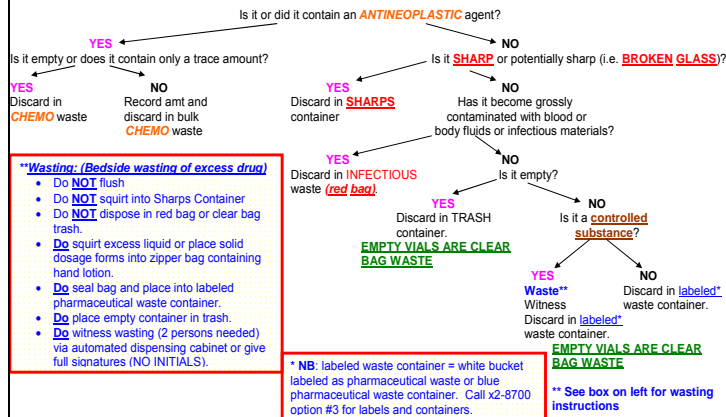 Is it or did it contain an ANTINEOPLASTIC agent?
YES
Is it empty or does it contain only a trace amount?
YES
Discard in
CHEMO waste
NO
Record amt and
discard in bulk
CHEMO waste
NO
Is it SHARP or potentially sharp (i.e. BROKEN GLASS)?
YES
Discard in SHARPS
container
NO
Has it become grossly
contaminated with blood or
body fluids or infectious materials?
YES
Discard in INFECTIOUS
waste (red bag).
NO
Is it empty?
YES
Discard in TRASH
container.
EMPTY VIALS ARE CLEAR
BAG WASTE
NO
Is it a controlled
substance?
YES
Waste**
Witness
Discard in labeled*
waste container.
NO
Discard in labeled*
waste container.
EMPTY VIALS ARE CLEAR
BAG WASTE
** See box on left for wasting
instructions
**Wasting: (Bedside wasting of excess drug)
• Do NOT flush
• Do NOT squirt into Sharps Container
• Do NOT dispose in red bag or clear bag
trash.
• Do squirt excess liquid or place solid
dosage forms into zipper bag containing
hand lotion.
• Do seal bag and place into labeled
pharmaceutical waste container.
• Do place empty container in trash.
• Do witness wasting (2 persons needed)
via automated dispensing cabinet or give
full signatures (NO INITIALS).
* NB: labeled waste container = white bucket
labeled as pharmaceutical waste or blue
pharmaceutical waste container. Call x2-8700
option #3 for labels and containers.